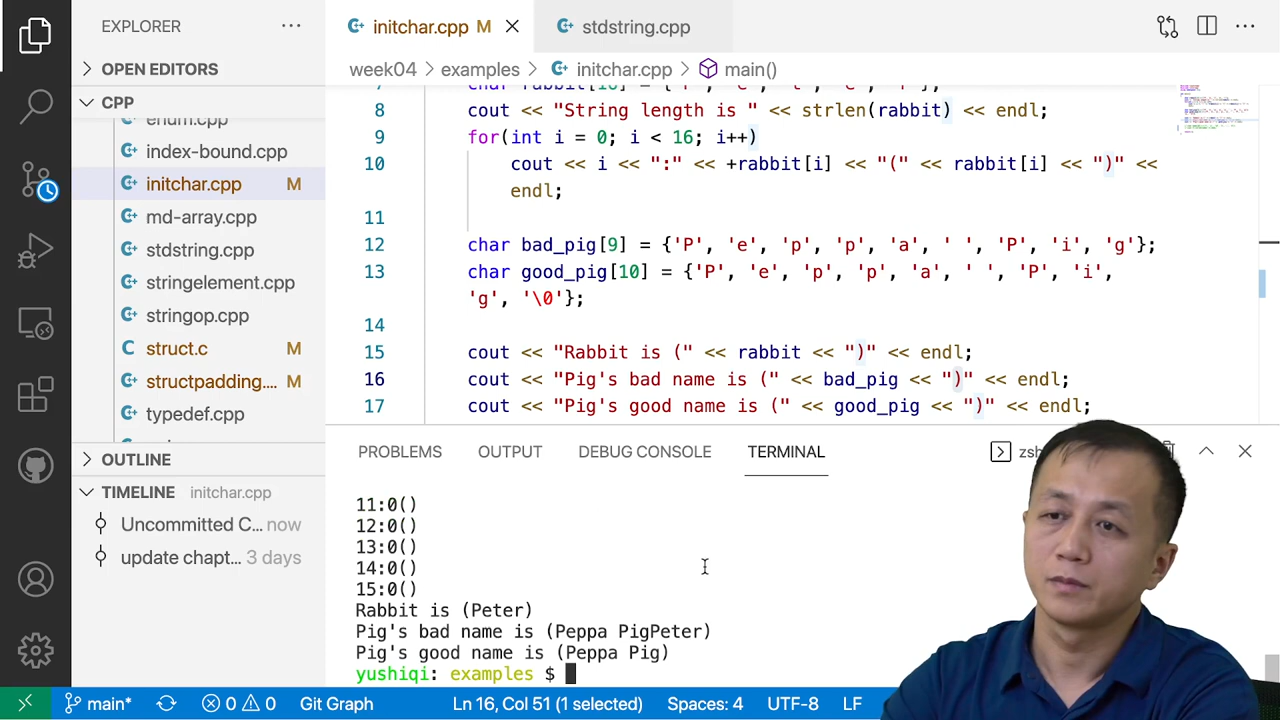 EXPLORER
OPEN EDITORS
CPP
enum.cpp
index-bound.cpp
initchar.cpp M
md-array.cpp
stdstring.cpp
stringelement.cpp
stringop.cpp
C struct.c M
structpadding.... M
typedef.cpp
OUTLINE
TIMELINE initchar.cpp
Uncommitted C... now
update chapt... 3 days
initchar.cpp M
stdstring.cpp
week04 > examples > initchar.cpp > main()
8 cout << "String length is " << strlen(rabbit) << endl;
9 for(int i = 0; i < 16; i++)
10 cout << i << ":" << +rabbit[i] << "(" << rabbit[i] << ")" <<
endl;
11
12 char bad_pig[9] = {'P', 'e', 'p', 'p', 'a', ' ', 'P', 'i', 'g'};
13 char good_pig[10] = {'P', 'e', 'p', 'p', 'a', ' ', 'P', 'i',
'g', '\0'};
14
15 cout << "Rabbit is (" << rabbit << ")" << endl;
16 cout << "Pig's bad name is (" << bad_pig << ")" << endl;
17 cout << "Pig's good name is (" << good_pig << ")" << endl;
PROBLEMS OUTPUT DEBUG CONSOLE TERMINAL
11:0()
12:0()
13:0()
14:0()
15:0()
Rabbit is (Peter)
Pig's bad name is (Peppa PigPeter)
Pig's good name is (Peppa Pig)
yushiqi: examples $
main* 0 0 Git Graph Ln 16, Col 51 (1 selected) Spaces: 4 UTF-8 LF